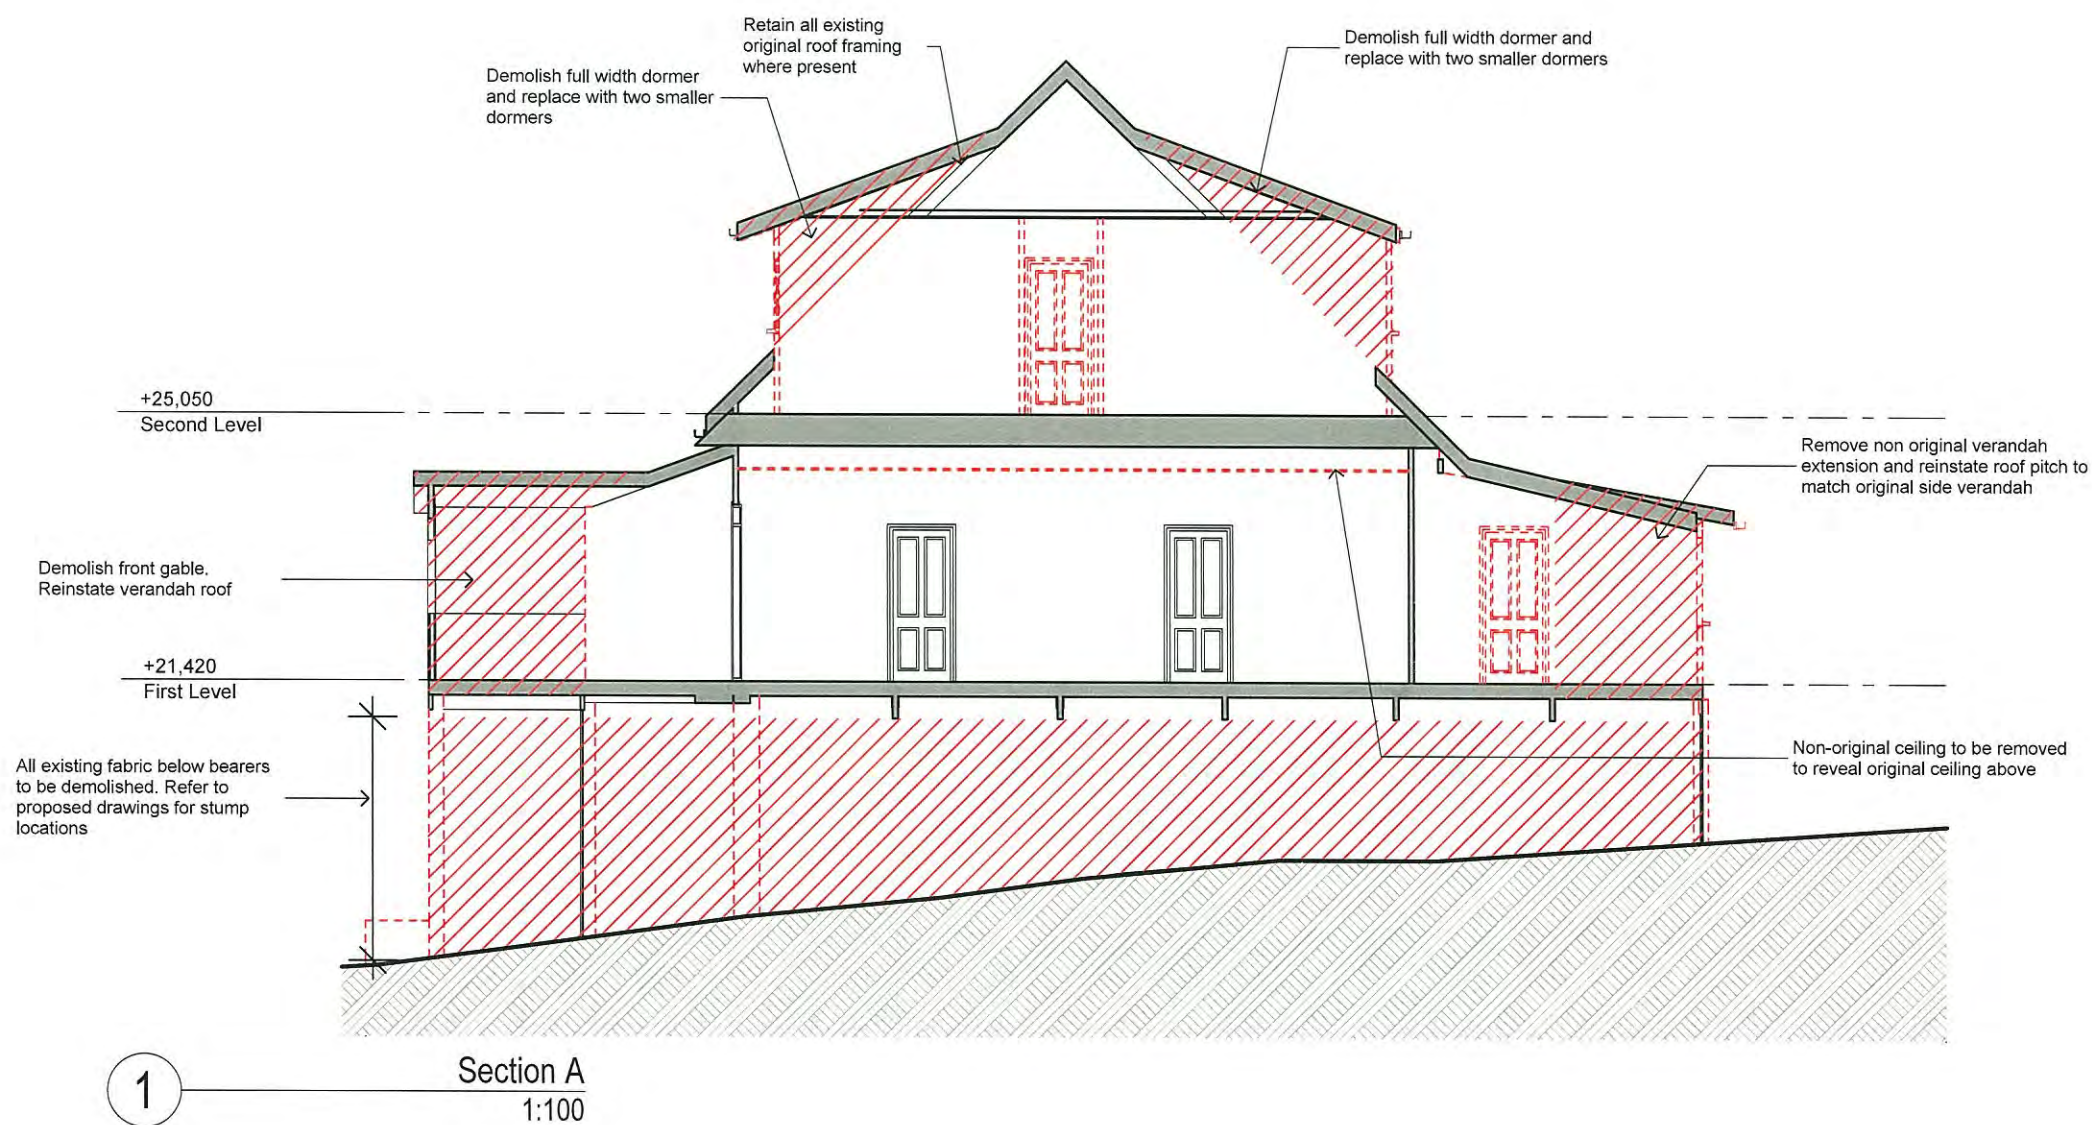 Retain all existing
original roof framing
where present
Demolish full width dormer and
replace with two smaller dormers
Demolish full width dormer
and replace with two smaller
dormers
+25,050
Second Level
Remove non original verandah
extension and reinstate roof pitch to
match original side verandah
Demolish front gable.
Reinstate verandah roof
+21,420
First Level
Non-original ceiling to be removed
to reveal original ceiling above
All existing fabric below bearers
to be demolished. Refer to
proposed drawings for stump
locations
1
Section A
1:100